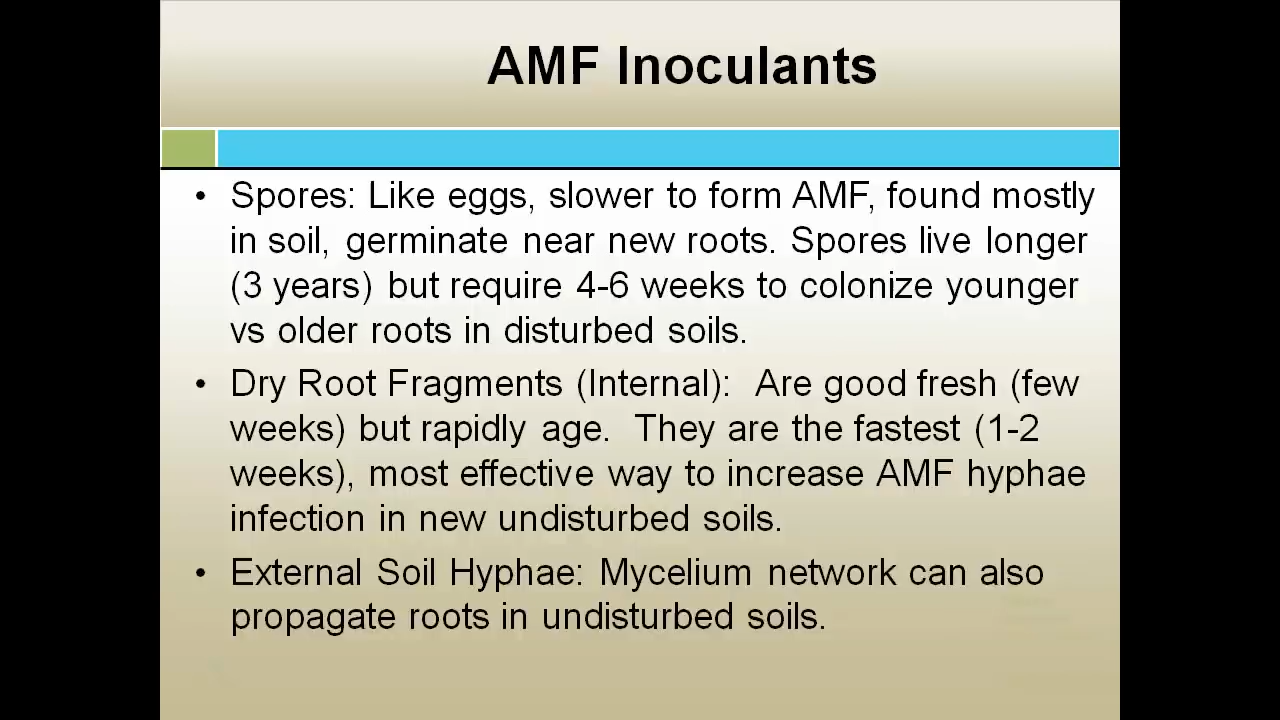 AMF Inoculants
• Spores: Like eggs, slower to form AMF, found mostly
in soil, germinate near new roots. Spores live longer
(3 years) but require 4-6 weeks to colonize younger
vs older roots in disturbed soils.
• Dry Root Fragments (Internal):  Are good fresh (few
weeks) but rapidly age.  They are the fastest (1-2
weeks), most effective way to increase AMF hyphae
infection in new undisturbed soils.
• External Soil Hyphae: Mycelium network can also
propagate roots in undisturbed soils.